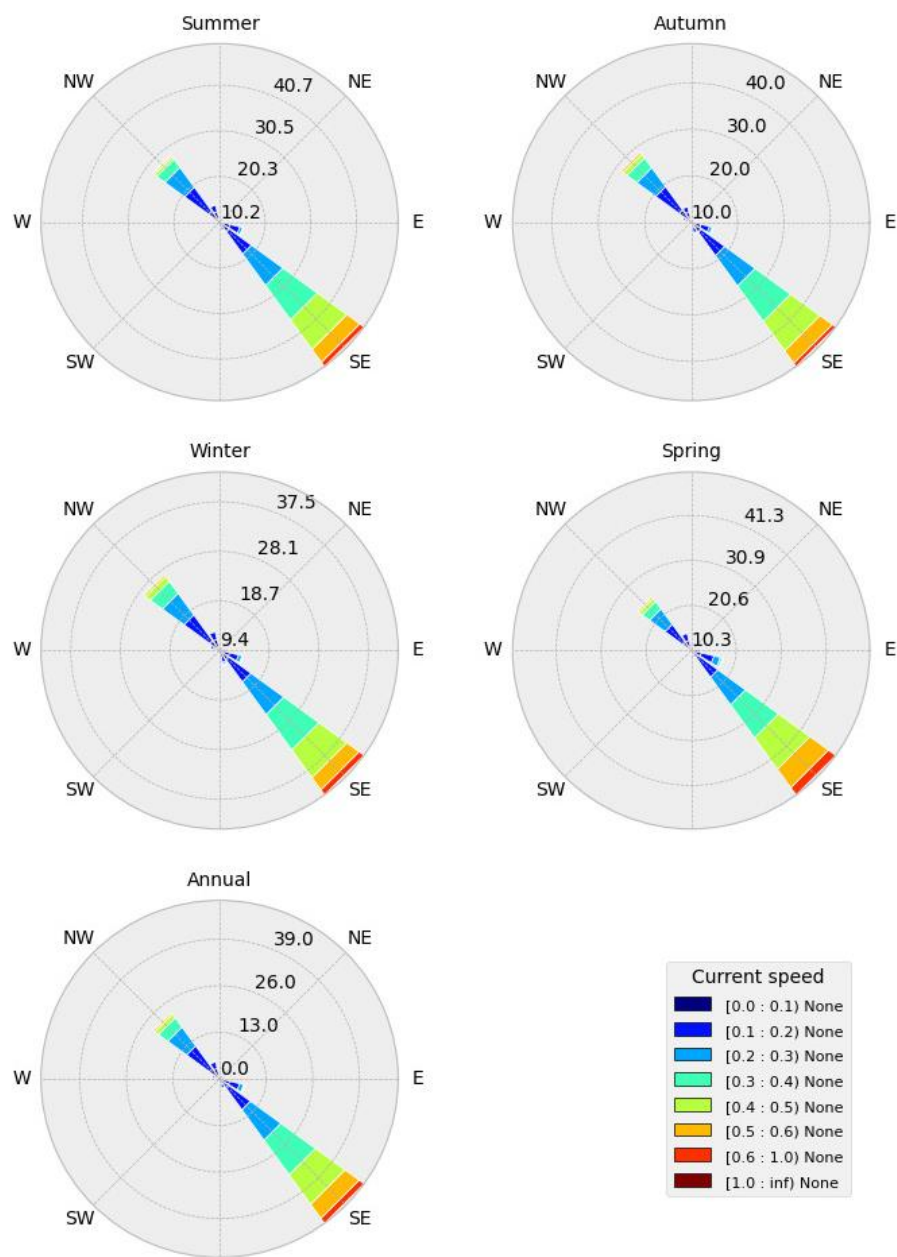 Summer
NW
NE
W
E
SW
SE
40.7
30.5
20.3
10.2
Autumn
NW
NE
W
E
SW
SE
40.0
30.0
20.0
10.0
Winter
NW
NE
W
E
SW
SE
37.5
28.1
18.7
9.4
Spring
NW
NE
W
E
SW
SE
41.3
30.9
20.6
10.3
Annual
NW
NE
W
E
SW
SE
39.0
26.0
13.0
0.0
Current speed
[0.0 : 0.1) None
[0.1 : 0.2) None
[0.2 : 0.3) None
[0.3 : 0.4) None
[0.4 : 0.5) None
[0.5 : 0.6) None
[0.6 : 1.0) None
[1.0 : inf) None